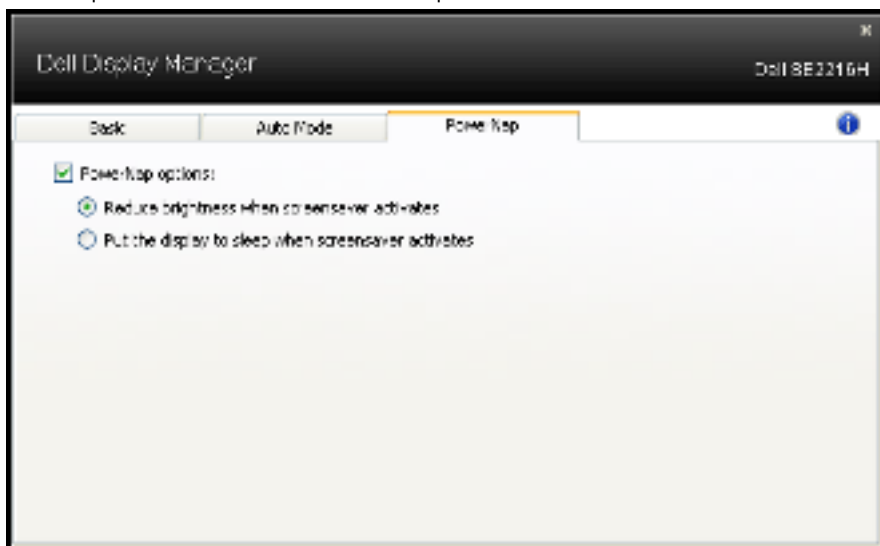 Dell Display Manager
Dell SE2216H
Basic
Auto Mode
PowerNap
PowerNap options:
Reduce brightness when screensaver activates
Put the display to sleep when screensaver activates